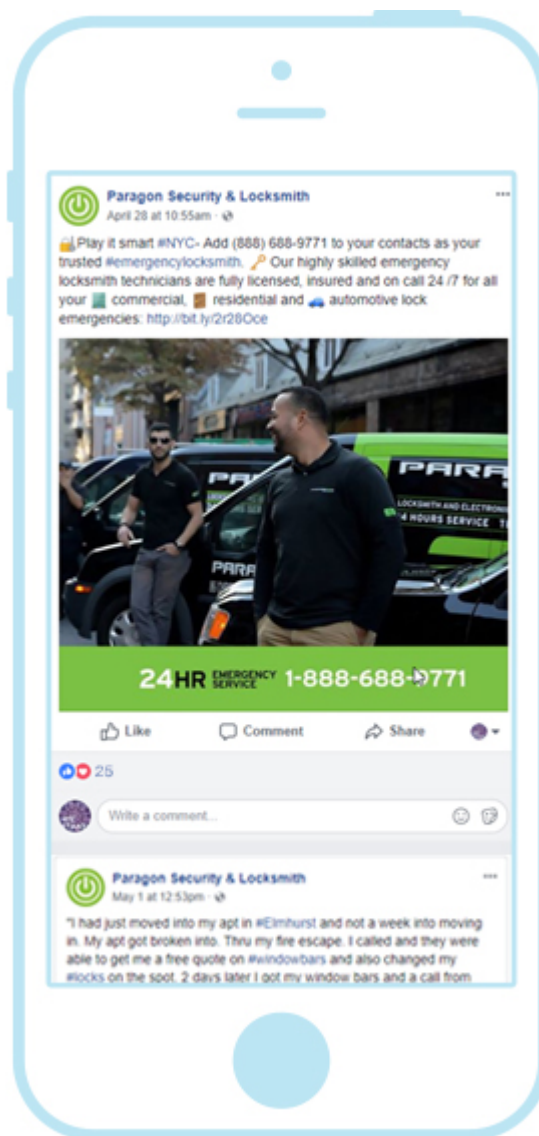 Paragon Security & Locksmith
April 28 at 10:55am ·
Play it smart #NYC- Add (888) 688-9771 to your contacts as your
trusted #emergencylocksmith. Our highly skilled emergency
locksmith technicians are fully licensed, insured and on call 24 /7 for all
your commercial, residential and automotive lock
emergencies: http://bit.ly/2r28Oce
PARA
LOCKSMITH AND ELECTRON
4 HOURS SERVICE
PARA
24HR EMERGENCY SERVICE 1-888-688-9771
Like Comment Share
25
Write a comment...
Paragon Security & Locksmith
May 1 at 12:53pm ·
"I had just moved into my apt in #Elmhurst and not a week into moving
in. My apt got broken into. Thru my fire escape. I called and they were
able to get me a free quote on #windowbars and also changed my
#locks on the spot. 2 days later I got my window bars and a call from